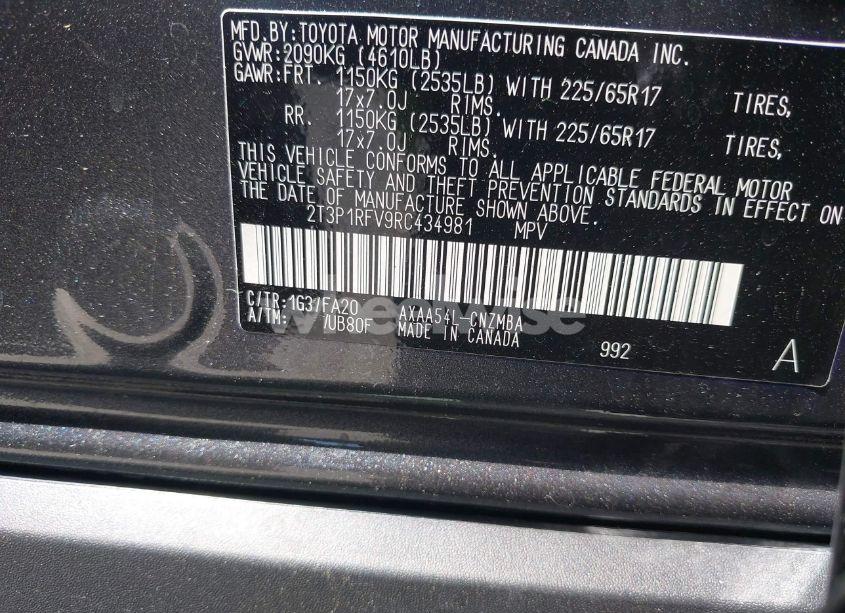 MFD.BY:TOYOTA MOTOR MANUFACTURING CANADA INC.
GVWR:2090KG (4610LB)
GAWR:FRT. 1150KG (2535LB) WITH 225/65R17 TIRES,
17x7.0J RIMS.
RR. 1150KG (2535LB) WITH 225/65R17 TIRES,
17x7.0J RIMS.
THIS VEHICLE CONFORMS TO ALL APPLICABLE FEDERAL MOTOR
VEHICLE SAFETY AND THEFT PREVENTION STANDARDS IN EFFECT ON
THE DATE OF MANUFACTURE SHOWN ABOVE.
2T3P1RFV9RC434981 MPV
C/TR:1G3 /FA20 AXAA54L-CNZMBA
A/TM: /UB80F MADE IN CANADA
992 A